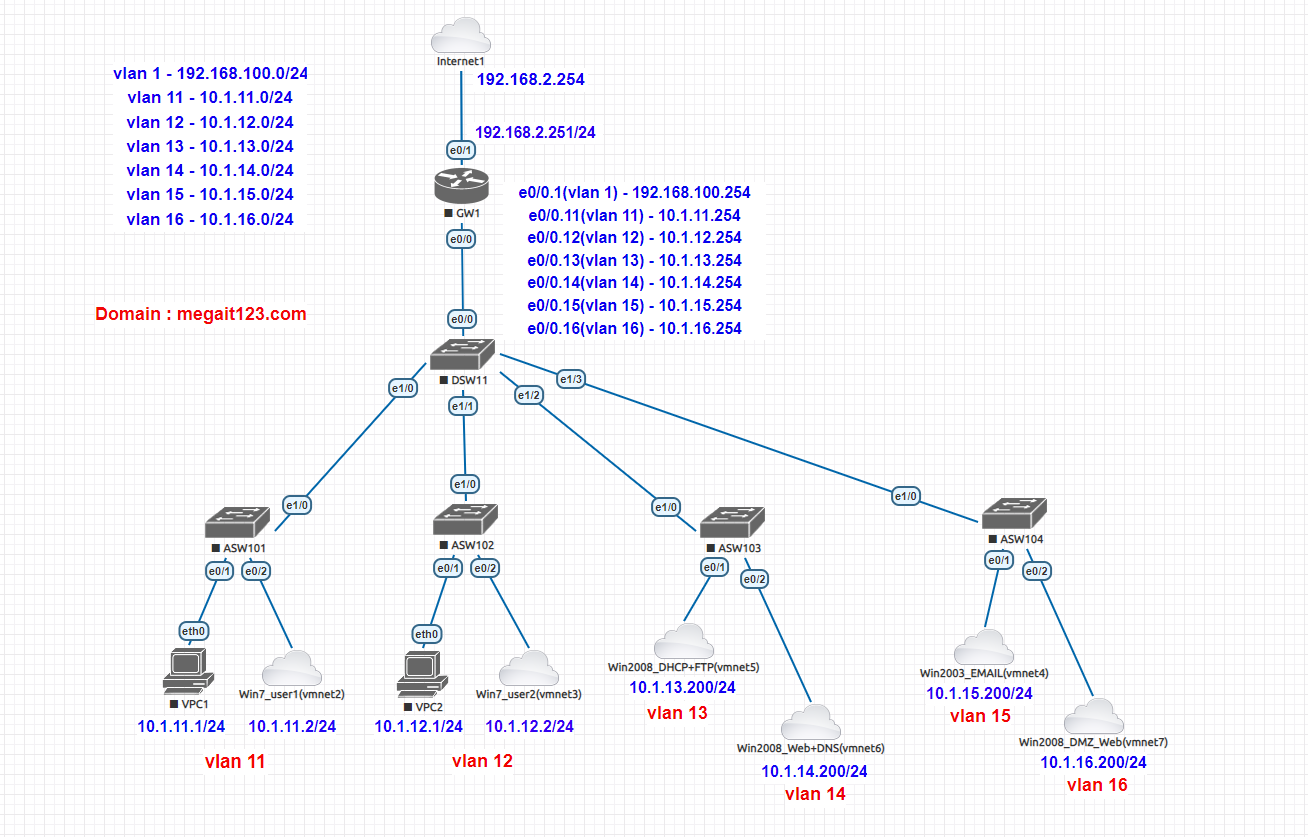 Internet1
192.168.2.254
vlan 1 - 192.168.100.0/24
vlan 11 - 10.1.11.0/24
vlan 12 - 10.1.12.0/24
vlan 13 - 10.1.13.0/24
vlan 14 - 10.1.14.0/24
vlan 15 - 10.1.15.0/24
vlan 16 - 10.1.16.0/24
192.168.2.251/24
e0/1
GW1
e0/0
e0/0.1(vlan 1) - 192.168.100.254
e0/0.11(vlan 11) - 10.1.11.254
e0/0.12(vlan 12) - 10.1.12.254
e0/0.13(vlan 13) - 10.1.13.254
e0/0.14(vlan 14) - 10.1.14.254
e0/0.15(vlan 15) - 10.1.15.254
e0/0.16(vlan 16) - 10.1.16.254
Domain : megait123.com
e0/0
DSW11
e1/0
e1/1
e1/2
e1/3
e1/0
e1/0
e1/0
e1/0
ASW101
ASW102
ASW103
ASW104
e0/1
e0/2
e0/1
e0/2
e0/1
e0/2
e0/1
e0/2
eth0
eth0
VPC1
Win7_user1(vmnet2)
VPC2
Win7_user2(vmnet3)
10.1.11.1/24
10.1.11.2/24
10.1.12.1/24
10.1.12.2/24
vlan 11
vlan 12
Win2008_DHCP+FTP(vmnet5)
10.1.13.200/24
vlan 13
Win2008_Web+DNS(vmnet6)
10.1.14.200/24
vlan 14
Win2003_EMAIL(vmnet4)
10.1.15.200/24
vlan 15
Win2008_DMZ_Web(vmnet7)
10.1.16.200/24
vlan 16